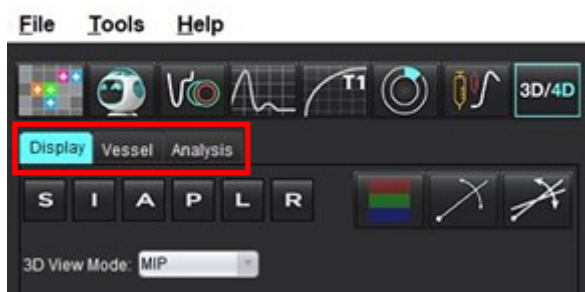 File Tools Help
T1 3D/4D
Display Vessel Analysis
S I A P L R
3D View Mode: MIP